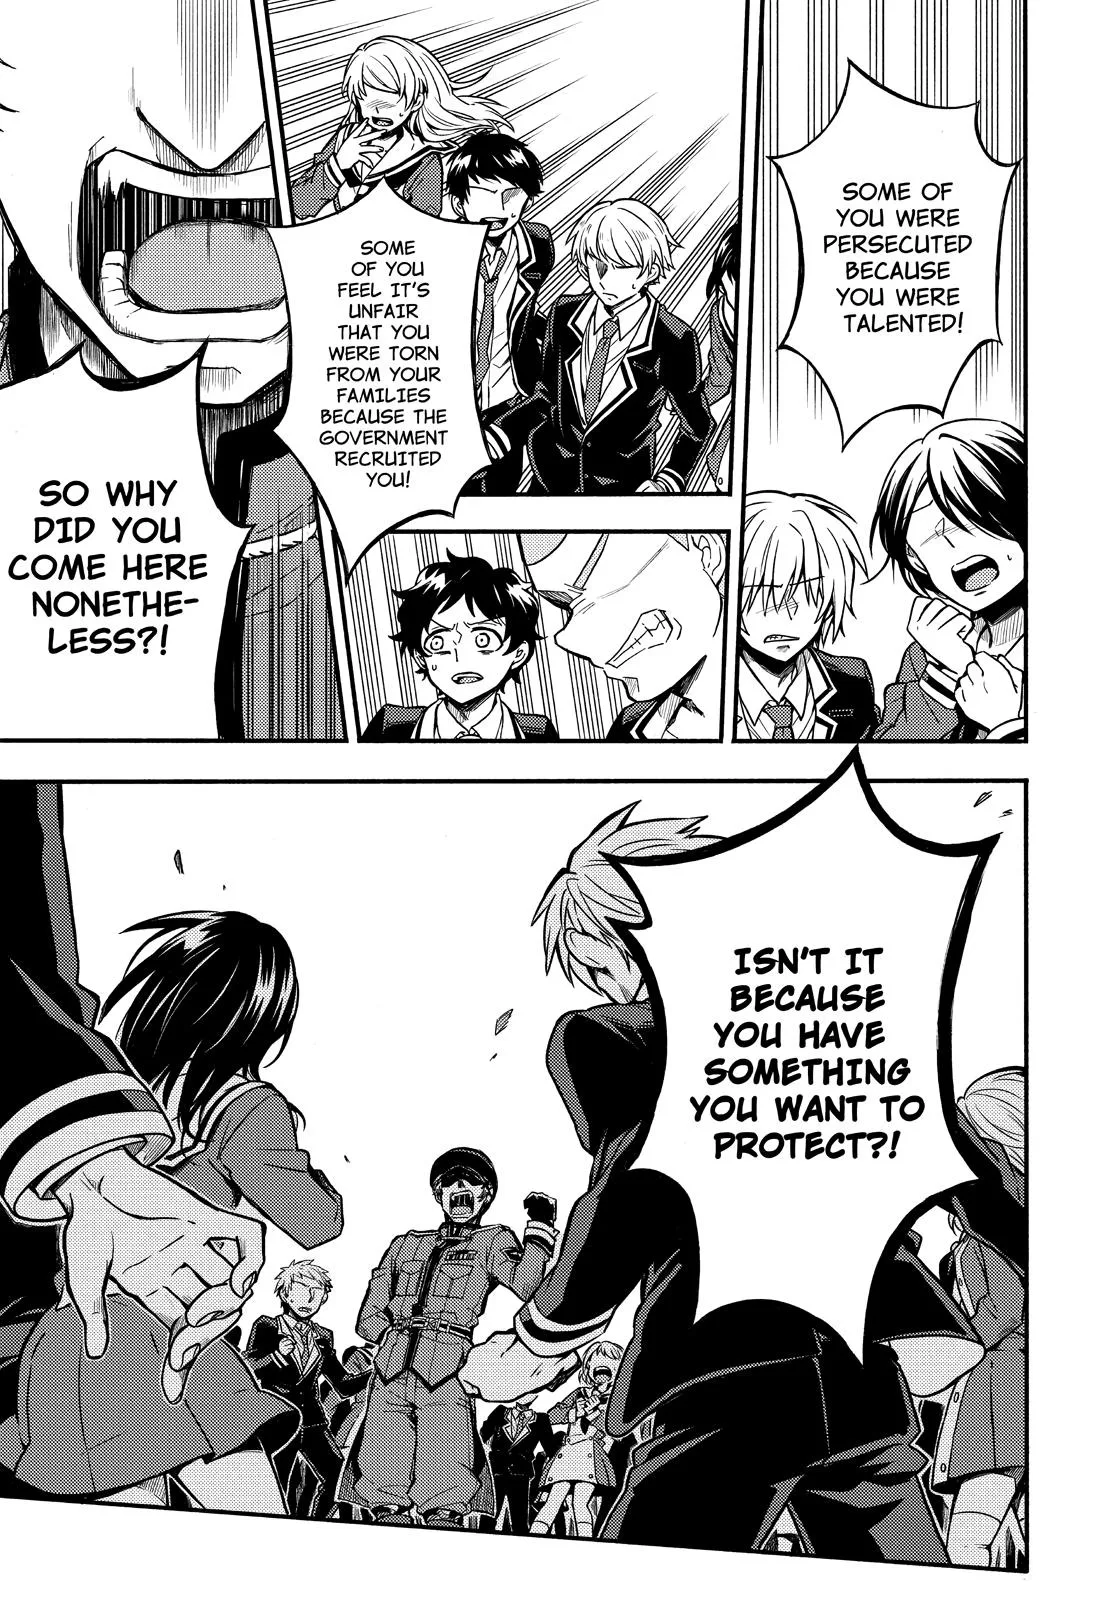 SOME OF
YOU WERE
PERSECUTED
BECAUSE
YOU WERE
TALENTED!
SOME
OF YOU
FEEL IT'S
UNFAIR
THAT YOU
WERE TORN
FROM YOUR
FAMILIES
BECAUSE THE
GOVERNMENT
RECRUITED
YOU!
SO WHY
DID YOU
COME HERE
NONETHE-
LESS?!
ISN'T IT
BECAUSE
YOU HAVE
SOMETHING
YOU WANT TO
PROTECT?!